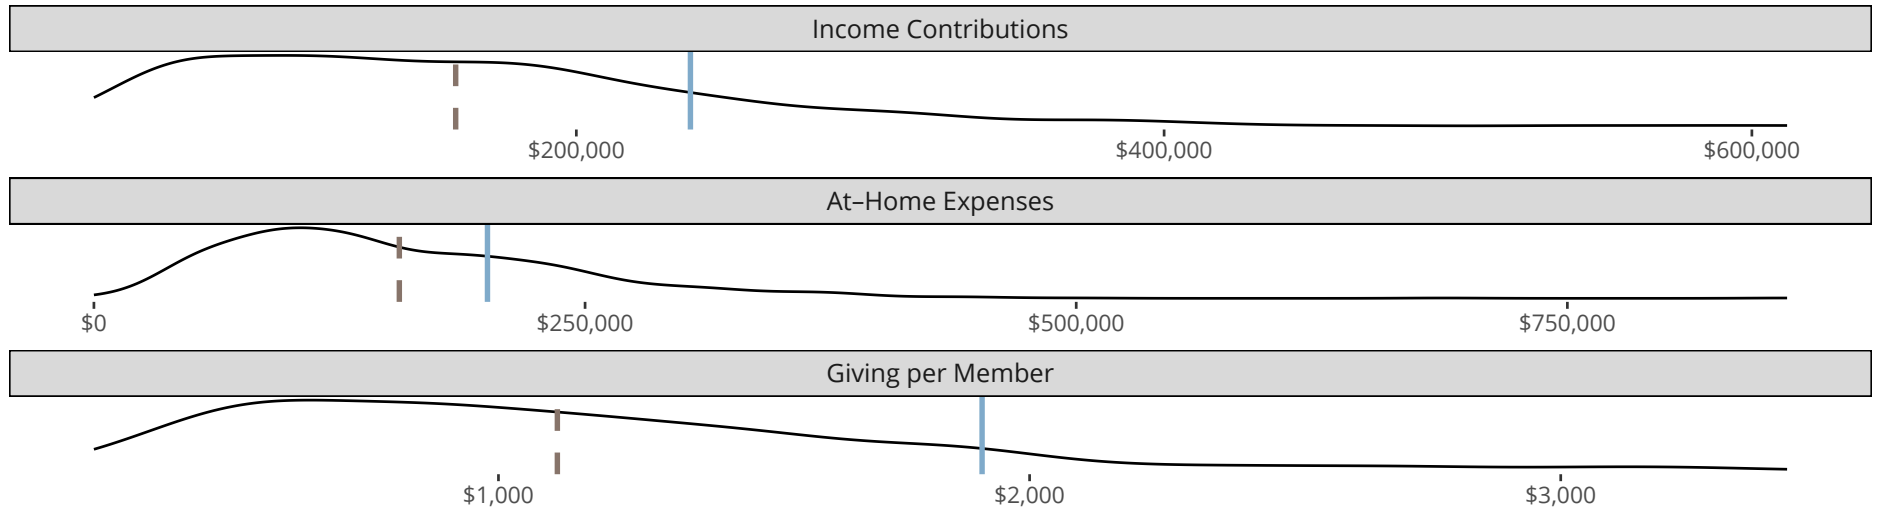 Income Contributions
$200,000 $400,000 $600,000
At–Home Expenses
$0 $250,000 $500,000 $750,000
Giving per Member
$1,000 $2,000 $3,000